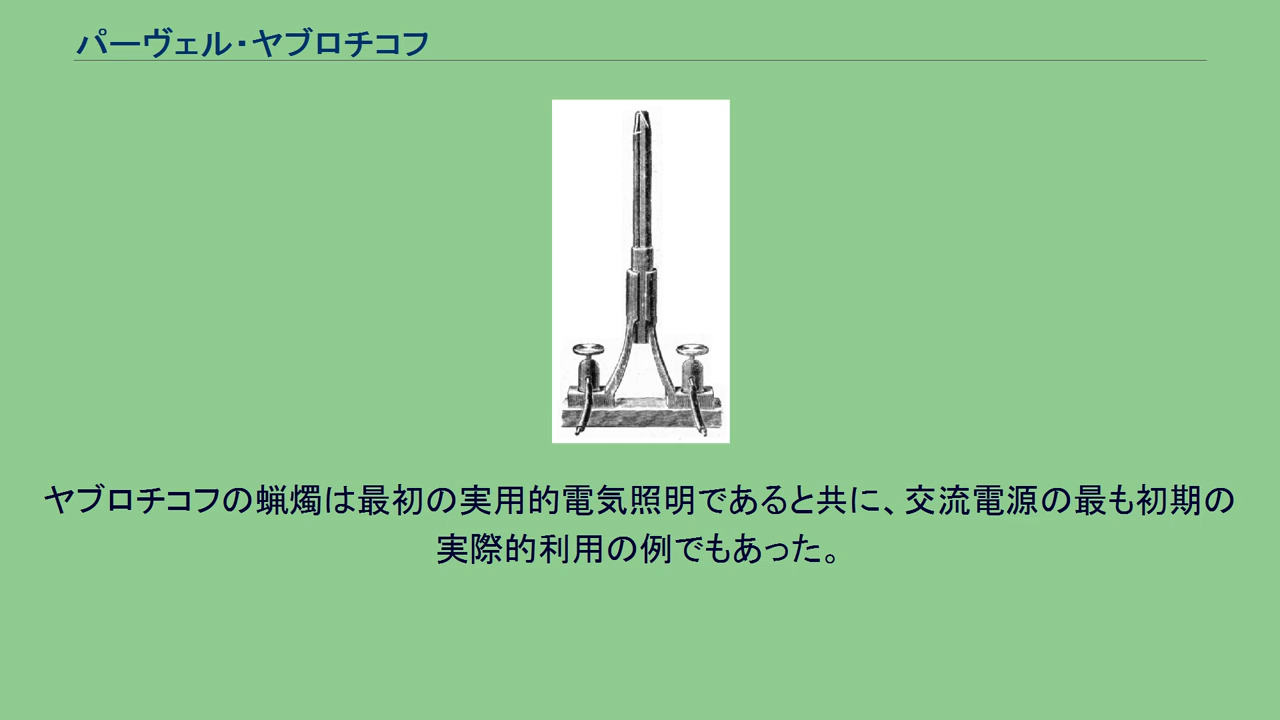 パーヴェル・ヤブロチコフ
ヤブロチコフの蝋燭は最初の実用的電気照明であると共に、交流電源の最も初期の
実際的利用の例でもあった。